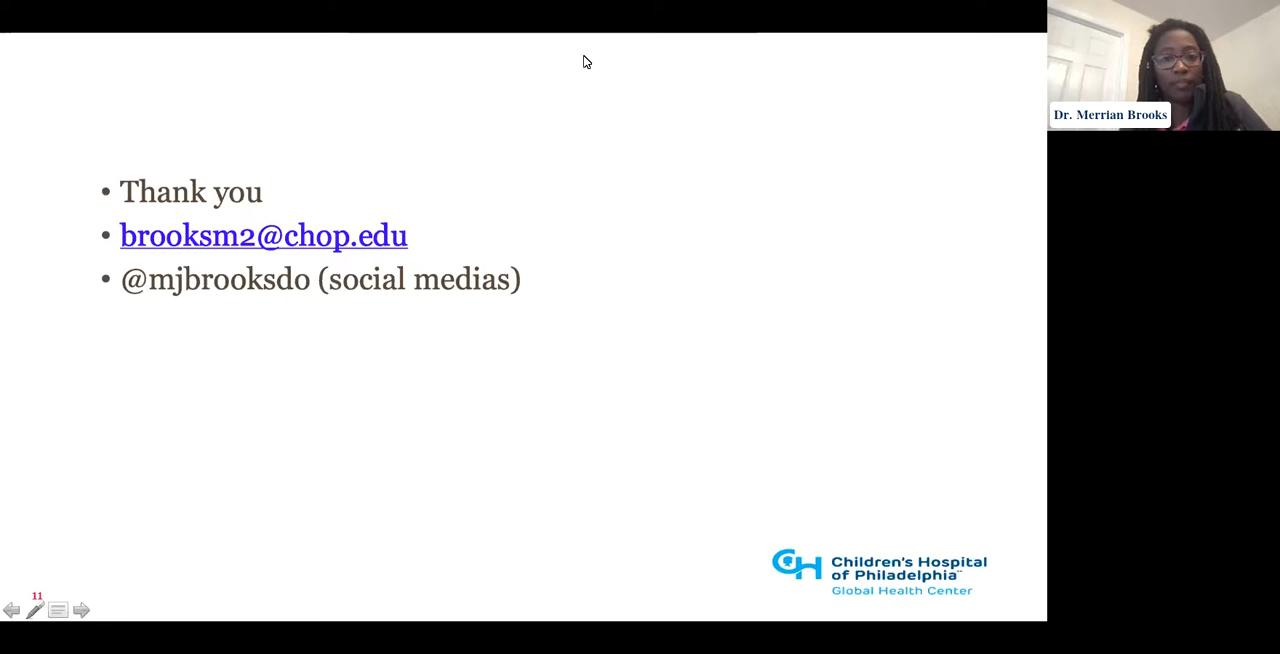 Dr. Merrian Brooks
• Thank you
• brooksm2@chop.edu
• @mjbrooksdo (social medias)
CH Children's Hospital
of Philadelphia
Global Health Center
11